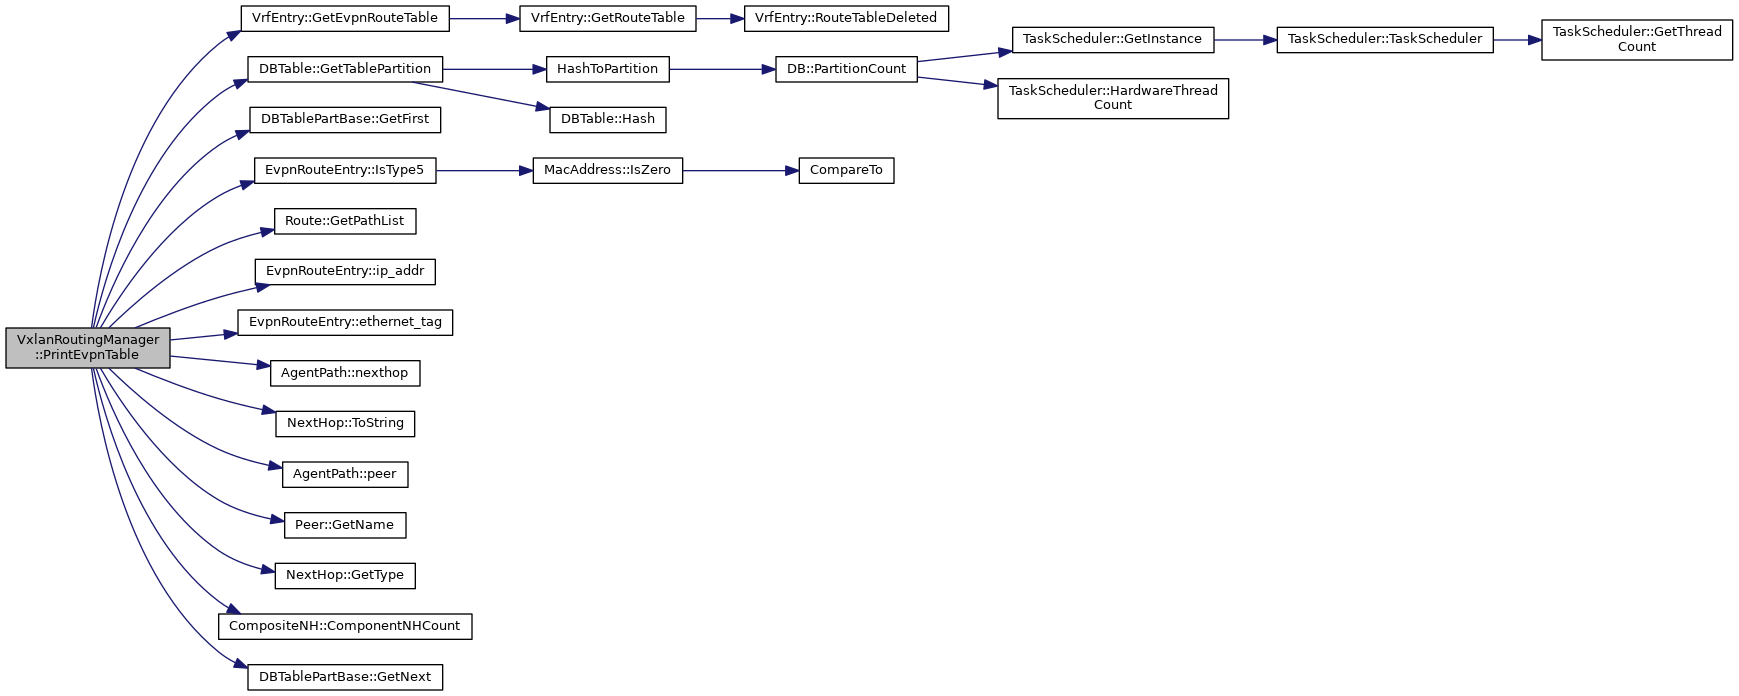 VrfEntry::GetEvpnRouteTable
VrfEntry::GetRouteTable
VrfEntry::RouteTableDeleted
DBTable::GetTablePartition
HashToPartition
DB::PartitionCount
TaskScheduler::GetInstance
TaskScheduler::TaskScheduler
TaskScheduler::GetThread
Count
TaskScheduler::HardwareThread
Count
DBTable::Hash
DBTablePartBase::GetFirst
EvpnRouteEntry::IsType5
MacAddress::IsZero
CompareTo
Route::GetPathList
EvpnRouteEntry::ip_addr
EvpnRouteEntry::ethernet_tag
VxlanRoutingManager
::PrintEvpnTable
AgentPath::nexthop
NextHop::ToString
AgentPath::peer
Peer::GetName
NextHop::GetType
CompositeNH::ComponentNHCount
DBTablePartBase::GetNext